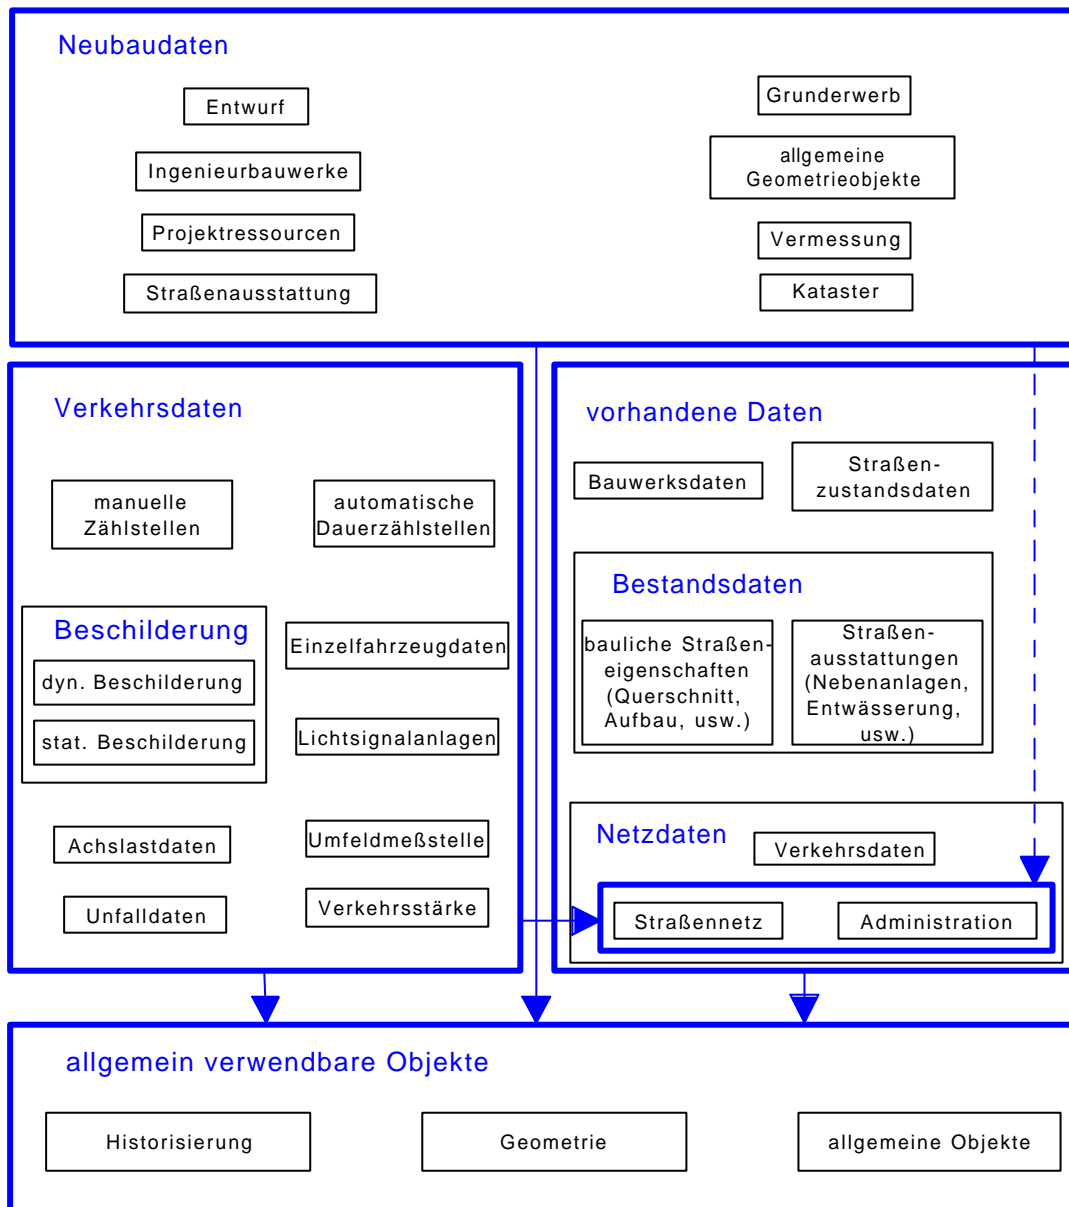 Neubaudaten
Entwurf
Ingenieurbauwerke
Projektressourcen
Straßenausstattung
Grunderwerb
allgemeine
Geometrieobjekte
Vermessung
Kataster
Verkehrsdaten
manuelle
Zählstellen
automatische
Dauerzählstellen
Beschilderung
dyn. Beschilderung
stat. Beschilderung
Einzelfahrzeugdaten
Lichtsignalanlagen
Achslastdaten
Umfeldmeßstelle
Unfalldaten
Verkehrsstärke
vorhandene Daten
Bauwerksdaten
Straßen-
zustandsdaten
Bestandsdaten
bauliche Straßen-
eigenschaften
(Querschnitt,
Aufbau, usw.)
Straßen-
ausstattungen
(Nebenanlagen,
Entwässerung,
usw.)
Netzdaten
Verkehrsdaten
Straßennetz
Administration
allgemein verwendbare Objekte
Historisierung
Geometrie
allgemeine Objekte